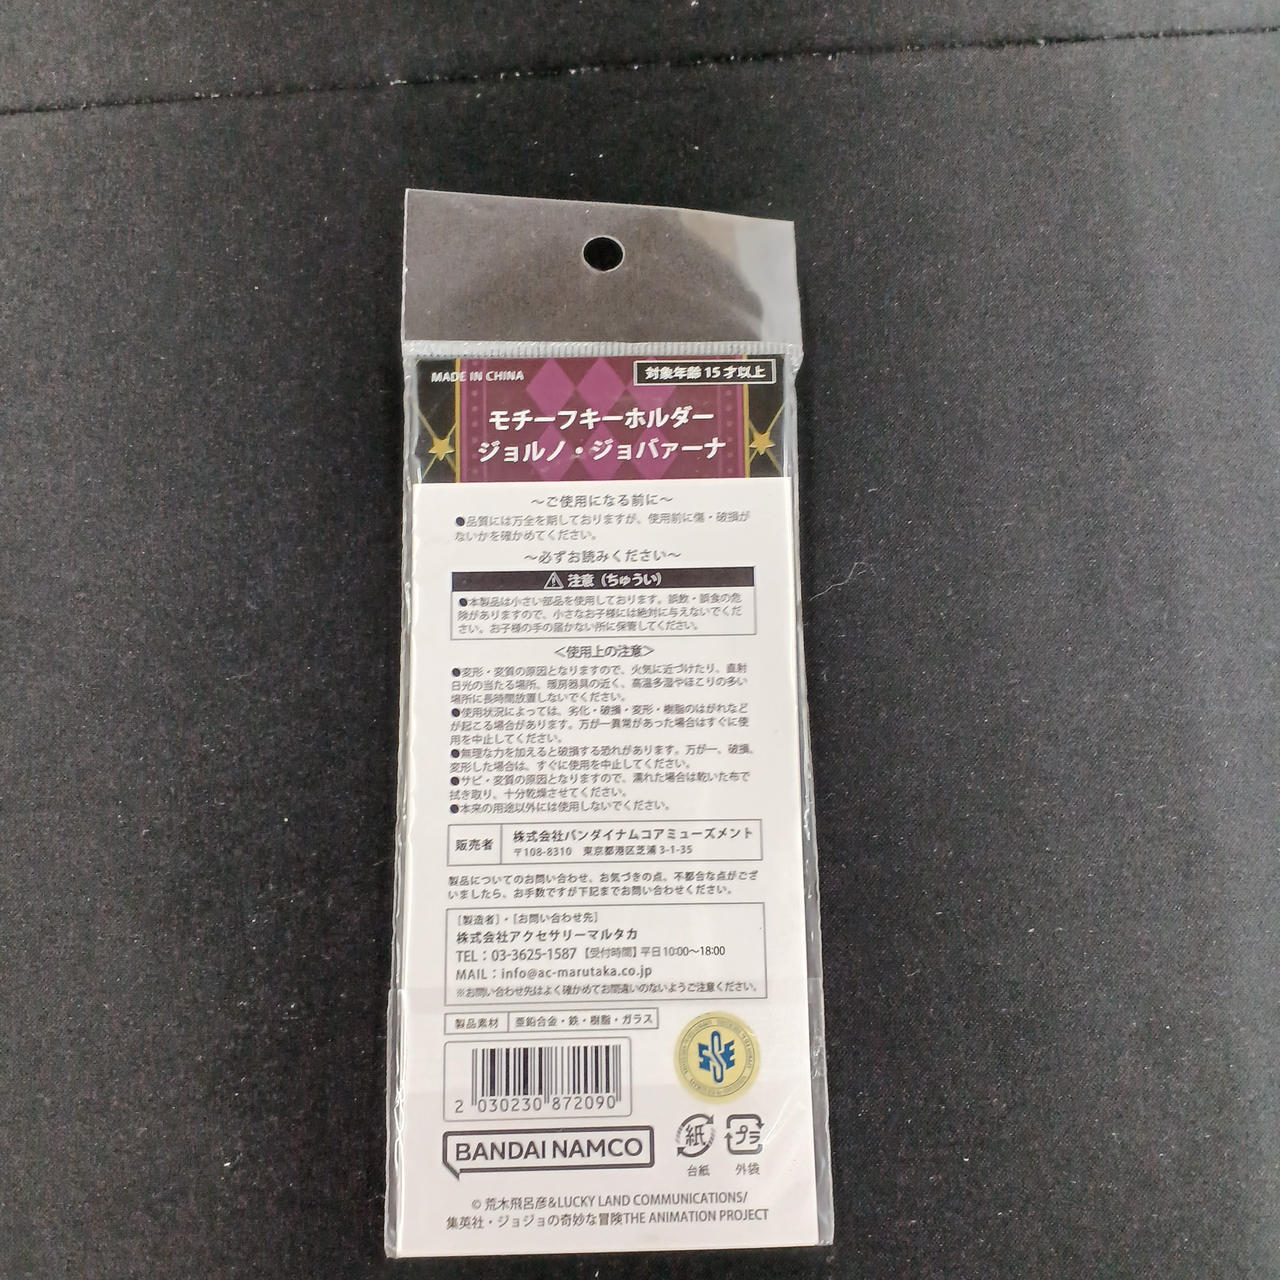 MADE IN CHINA
対象年齢15才以上
モチーフキーホルダー
ジョルノ・ジョバァーナ
～ご使用になる前に～
●品質には万全を期しておりますが、使用前に傷・破損が
ないかを確かめてください。
～必ずお読みください～
⚠ 注意（ちゅうい）
●本製品は小さい部品を使用しております。誤飲・誤食の危
険がありますので、小さなお子様には絶対に与えないでくだ
さい。お子様の手の届かない所に保管してください。
＜使用上の注意＞
●変形・変質の原因となりますので、火気に近づけたり、直射
日光の当たる場所、暖房器具の近く、高温多湿やほこりの多い
場所に長時間放置しないでください。
●使用状況によっては、劣化・破損・変形・樹脂のはがれなど
が起こる場合があります。万が一異常があった場合はすぐに使
用を中止してください。
●無理な力を加えると破損する恐れがあります。万が一、破損、
変形した場合は、すぐに使用を中止してください。
●サビ・変質の原因となりますので、濡れた場合は乾いた布で
拭き取り、十分乾燥させてください。
●本来の用途以外には使用しないでください。
販売者
株式会社バンダイナムコアミューズメント
〒108-8310 東京都港区芝浦3-1-35
製品についてのお問い合わせ、お気づきの点、不都合な点がござ
いましたら、お手数ですが下記までお問い合わせください。
［製造者］・［お問い合わせ先］
株式会社アクセサリーマルタカ
TEL：03-3625-1587 【受付時間】平日10:00～18:00
MAIL：info@ac-marutaka.co.jp
※お問い合わせ先はよく確かめてお間違いのないようご注意ください。
製品素材 亜鉛合金・鉄・樹脂・ガラス
2 030230 872090
BANDAI NAMCO
紙
台紙
プラ
外袋
© 荒木飛呂彦&LUCKY LAND COMMUNICATIONS/
集英社・ジョジョの奇妙な冒険THE ANIMATION PROJECT